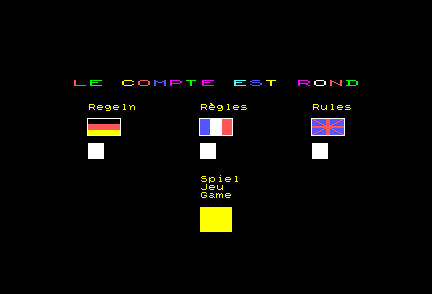 LE COMPTE EST ROND
Regeln Règles Rules
Spiel
Jeu
Game